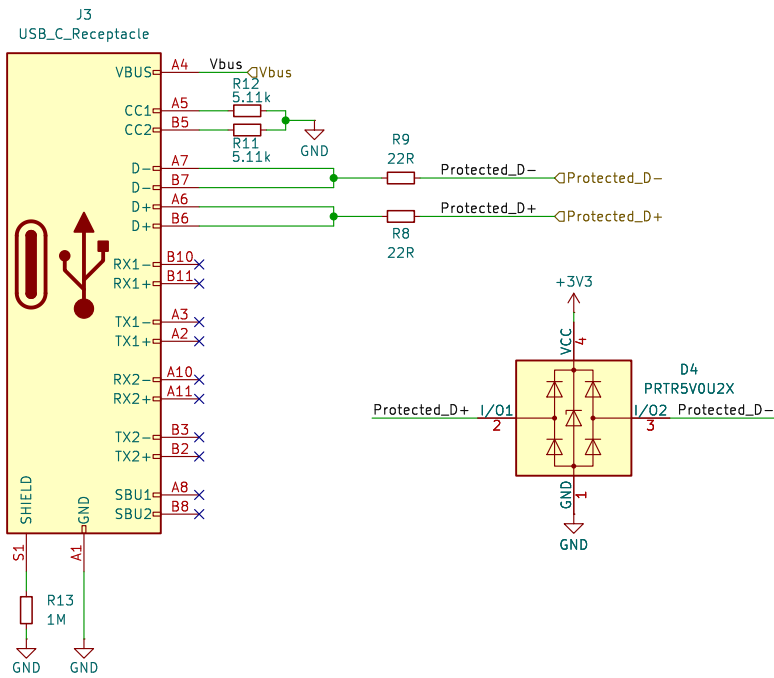 J3
USB_C_Receptacle
VBUS A4 Vbus Vbus
R12
5.11k
CC1 A5
CC2 B5
R11
5.11k
GND
D- A7
D- B7
R9
22R
Protected_D- Protected_D-
D+ A6
D+ B6
Protected_D+ Protected_D+
R8
22R
RX1- B10
RX1+ B11
TX1- A3
TX1+ A2
RX2- A10
RX2+ A11
TX2- B3
TX2+ B2
SBU1 A8
SBU2 B8
SHIELD
GND
S1
A1
R13
1M
GND
GND
+3V3
VCC
4
D4
PRTR5V0U2X
Protected_D+ I/O1
2
I/O2 Protected_D-
3
GND
1
GND